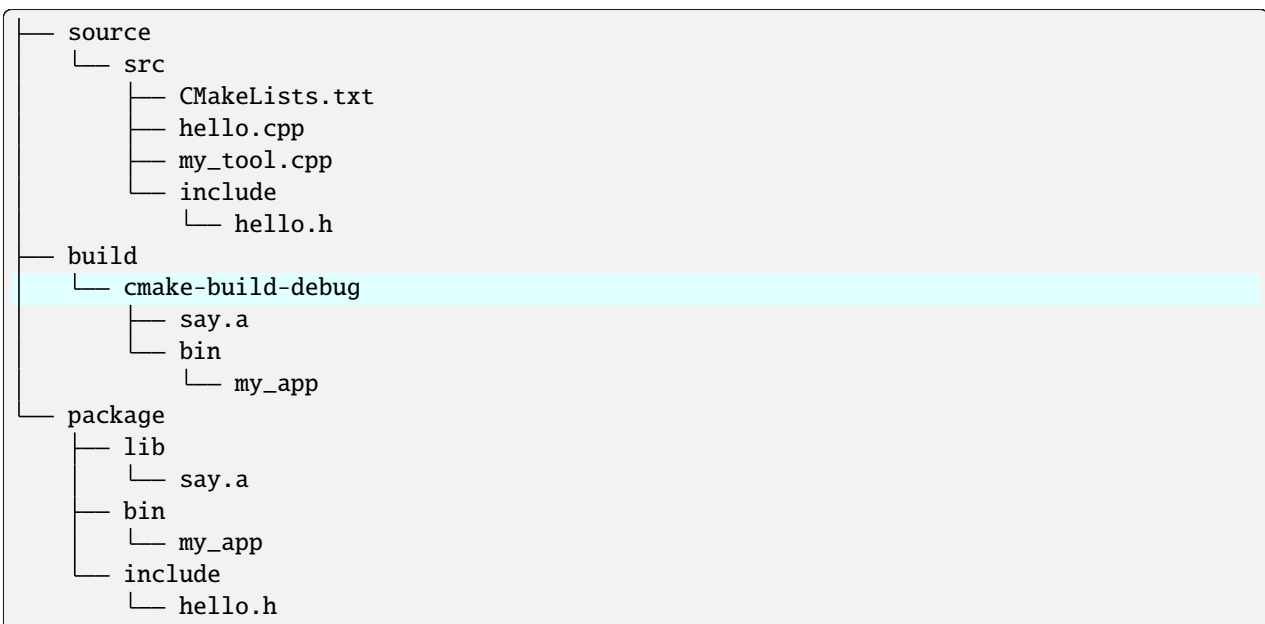 ├── source
│   └── src
│       ├── CMakeLists.txt
│       ├── hello.cpp
│       ├── my_tool.cpp
│       └── include
│           └── hello.h
├── build
│   └── cmake-build-debug
│       ├── say.a
│       └── bin
│           └── my_app
└── package
    ├── lib
    │   └── say.a
    ├── bin
    │   └── my_app
    └── include
        └── hello.h